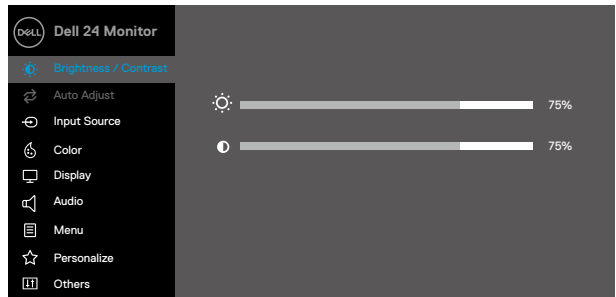 DELL Dell 24 Monitor
Brightness / Contrast
Auto Adjust
75%
Input Source
Color
75%
Display
Audio
Menu
Personalize
Others